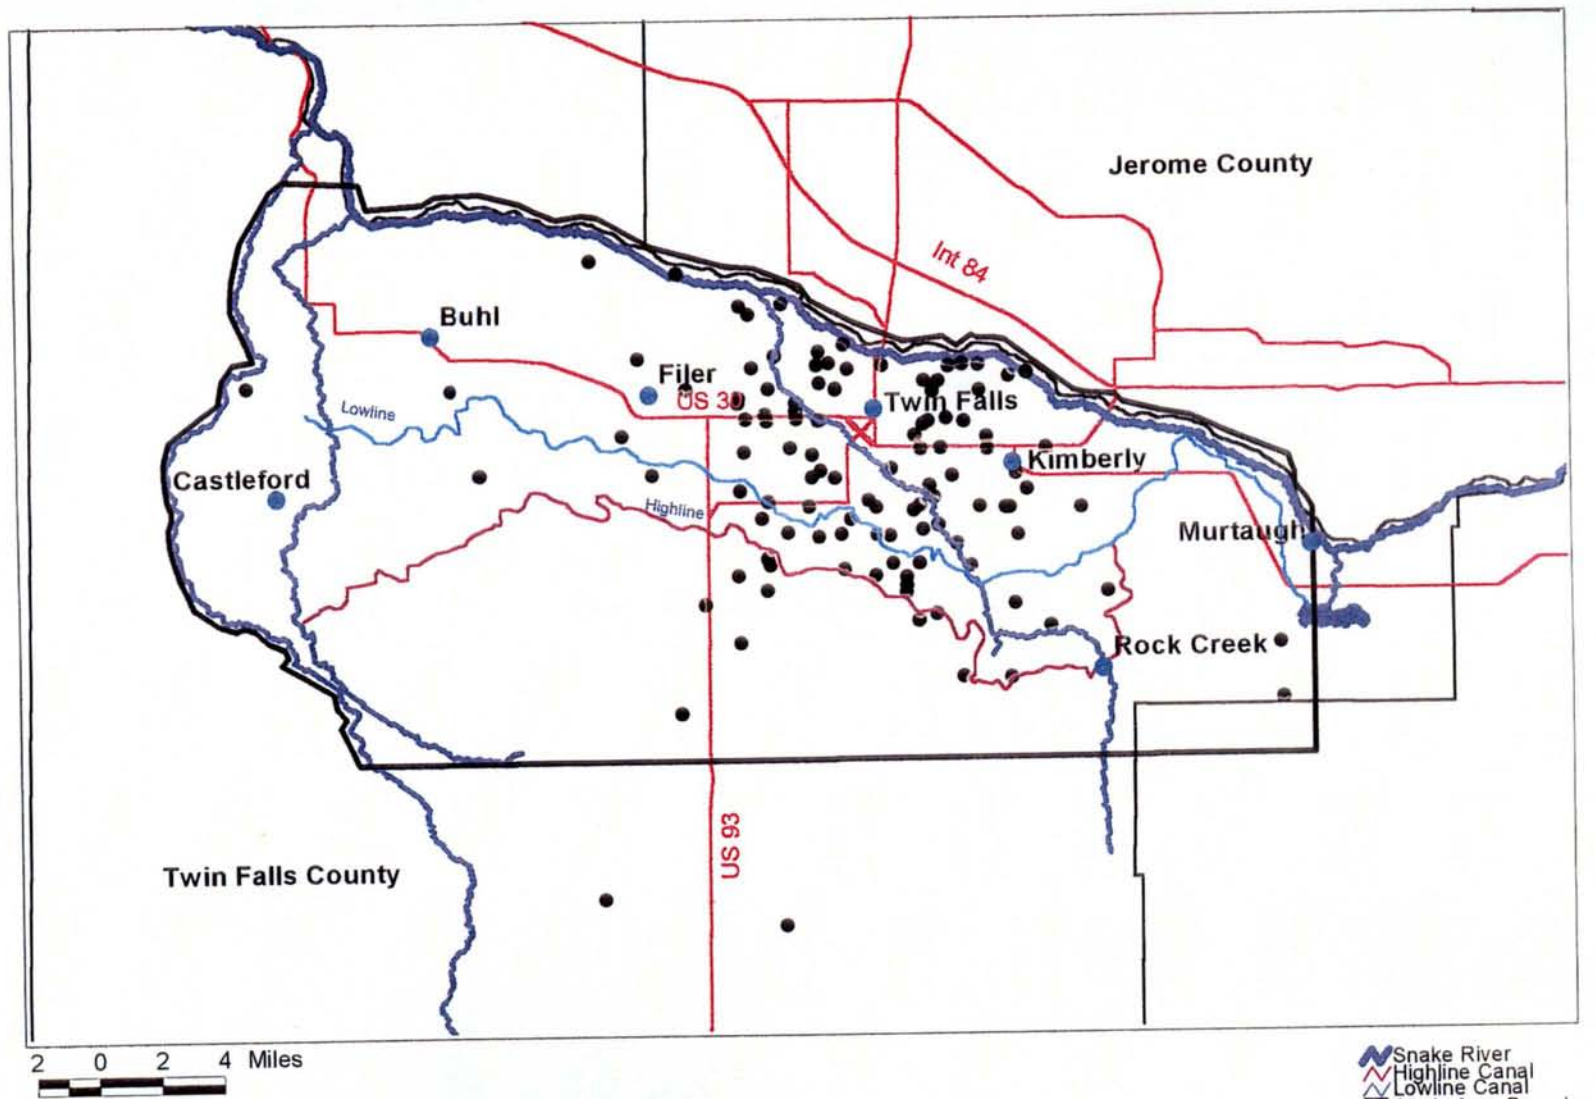 Jerome County
Int 84
Buhl
Filer
US 30
Twin Falls
Lowline
Kimberly
Castleford
Highline
Murtaugh
Rock Creek
US 93
Twin Falls County
2 0 2 4 Miles
Snake River
Highline Canal
Lowline Canal